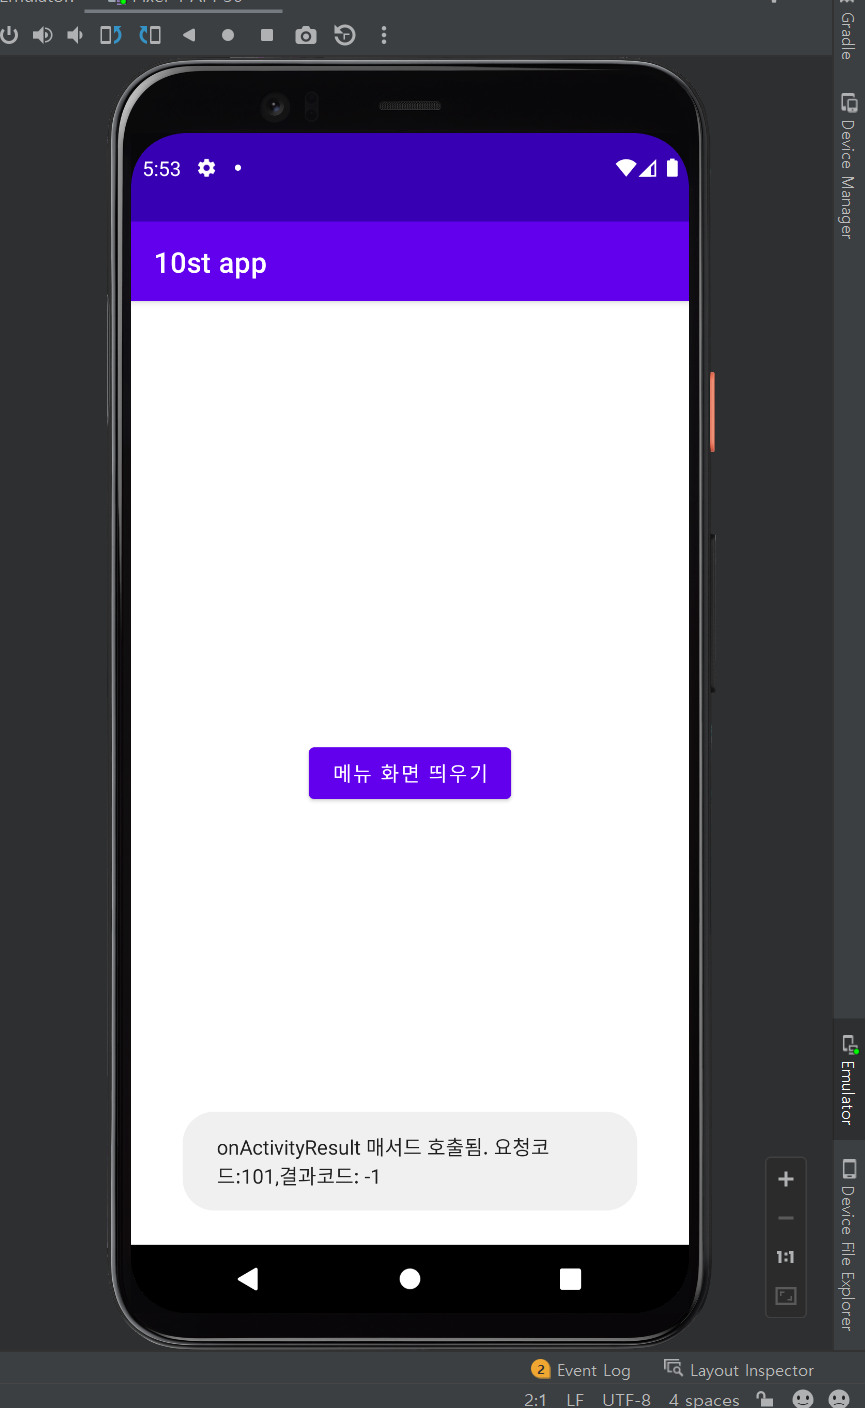 5:53
10st app
메뉴 화면 띄우기
onActivityResult 매서드 호출됨. 요청코
드:101,결과코드: -1
Gradle
Device Manager
Emulator
Device File Explorer
1:1
2 Event Log Layout Inspector
2:1 LF UTF-8 4 spaces